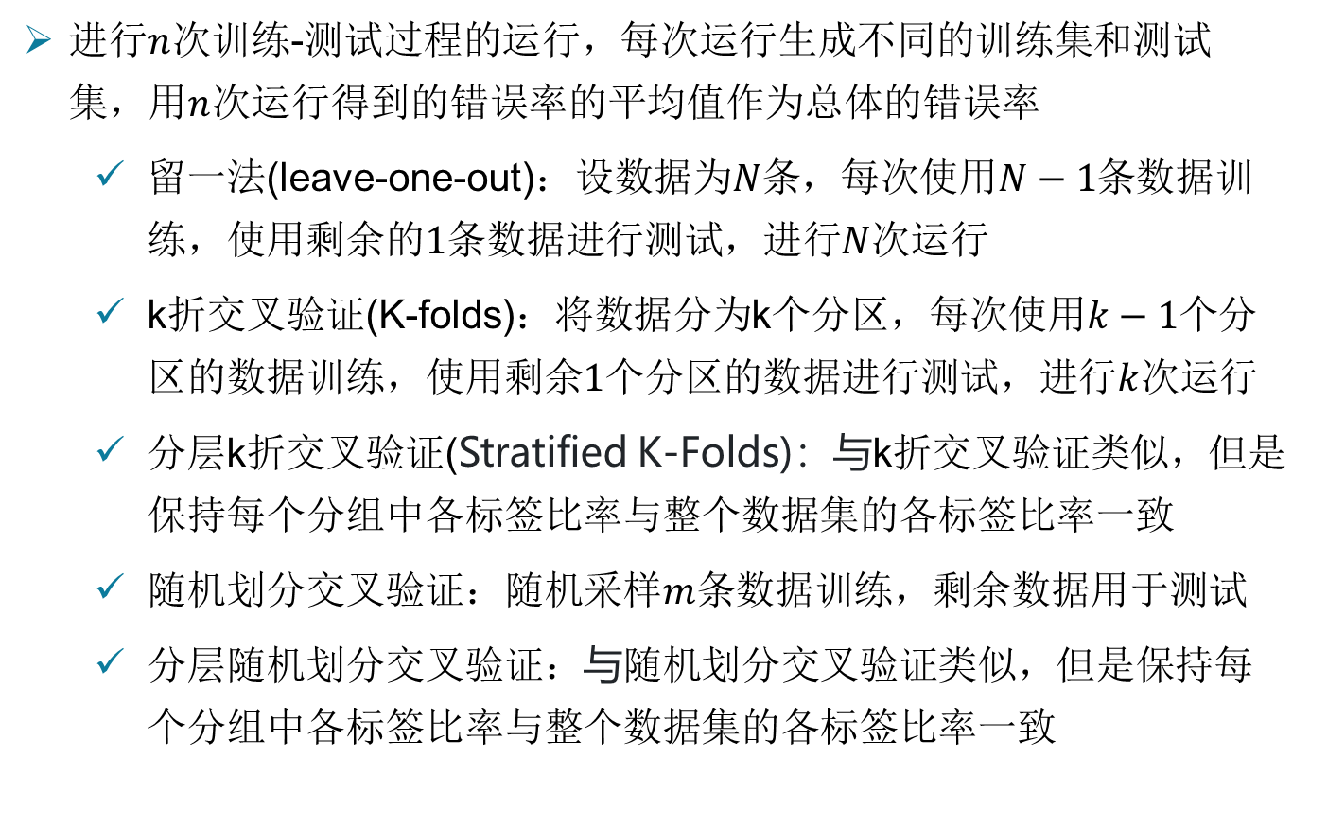 进行n次训练-测试过程的运行，每次运行生成不同的训练集和测试
集，用n次运行得到的错误率的平均值作为总体的错误率
留一法(leave-one-out)：设数据为N条，每次使用N − 1条数据训
练，使用剩余的1条数据进行测试，进行N次运行
k折交叉验证(K-folds)：将数据分为k个分区，每次使用k − 1个分
区的数据训练，使用剩余1个分区的数据进行测试，进行k次运行
分层k折交叉验证(Stratified K-Folds)：与k折交叉验证类似，但是
保持每个分组中各标签比率与整个数据集的各标签比率一致
随机划分交叉验证：随机采样m条数据训练，剩余数据用于测试
分层随机划分交叉验证：与随机划分交叉验证类似，但是保持每
个分组中各标签比率与整个数据集的各标签比率一致